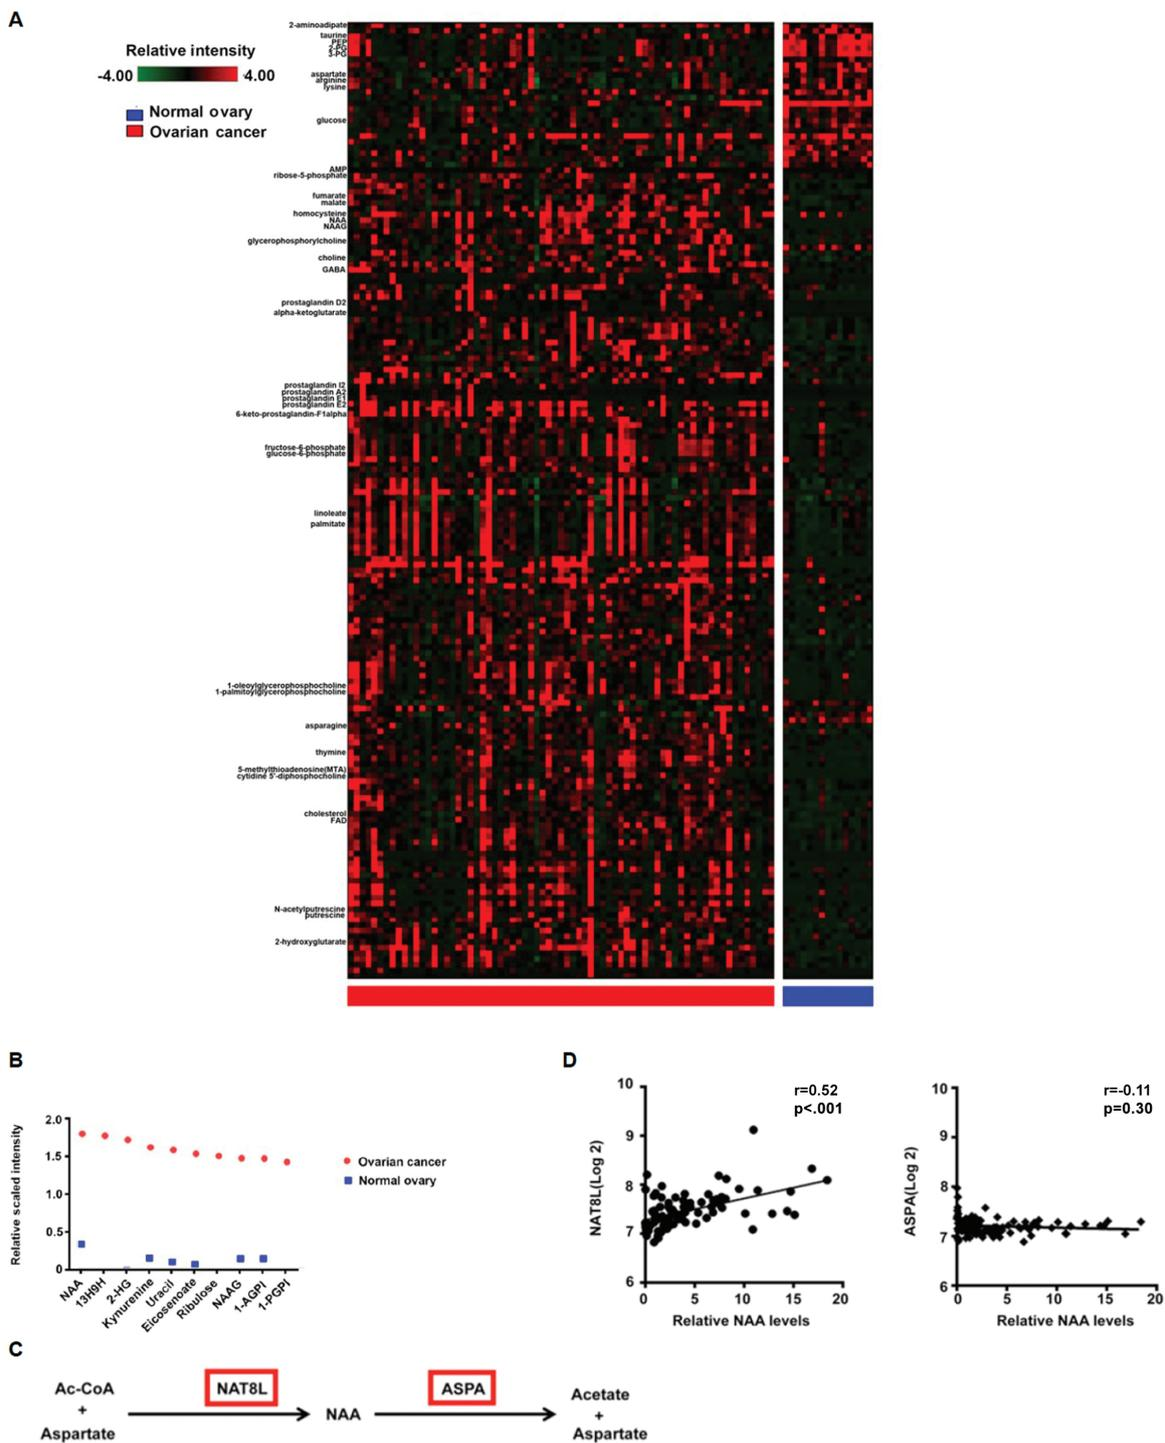 A
Relative intensity
-4.00 4.00
Normal ovary
Ovarian cancer
2-aminoadipate
taurine
PEP
2-PG
3-PG
aspartate
arginine
lysine
glucose
AMP
ribose-5-phosphate
fumarate
malate
homocysteine
NAA
NAAG
glycerophosphorylcholine
choline
GABA
prostaglandin D2
alpha-ketoglutarate
prostaglandin I2
prostaglandin A2
prostaglandin E1
prostaglandin E2
6-keto-prostaglandin-F1alpha
fructose-6-phosphate
glucose-6-phosphate
linoleate
palmitate
1-oleoylglycerophosphocholine
1-palmitoylglycerophosphocholine
asparagine
thymine
5-methylthioadenosine(MTA)
cytidine 5'-diphosphocholine
cholesterol
FAD
N-acetylputrescine
putrescine
2-hydroxyglutarate
B
Relative scaled intensity
2.0
1.5
1.0
0.5
0
NAA
13H9H
2-HG
Kynurenine
Uracil
Eicosenoate
Ribulose
NAAG
1-AGPI
1-PGPI
Ovarian cancer
Normal ovary
D
NAT8L(Log 2)
10
9
8
7
6
0 5 10 15 20
Relative NAA levels
r=0.52
p<.001
ASPA(Log 2)
10
9
8
7
6
0 5 10 15 20
Relative NAA levels
r=-0.11
p=0.30
C
Ac-CoA
+
Aspartate
NAT8L
NAA
ASPA
Acetate
+
Aspartate